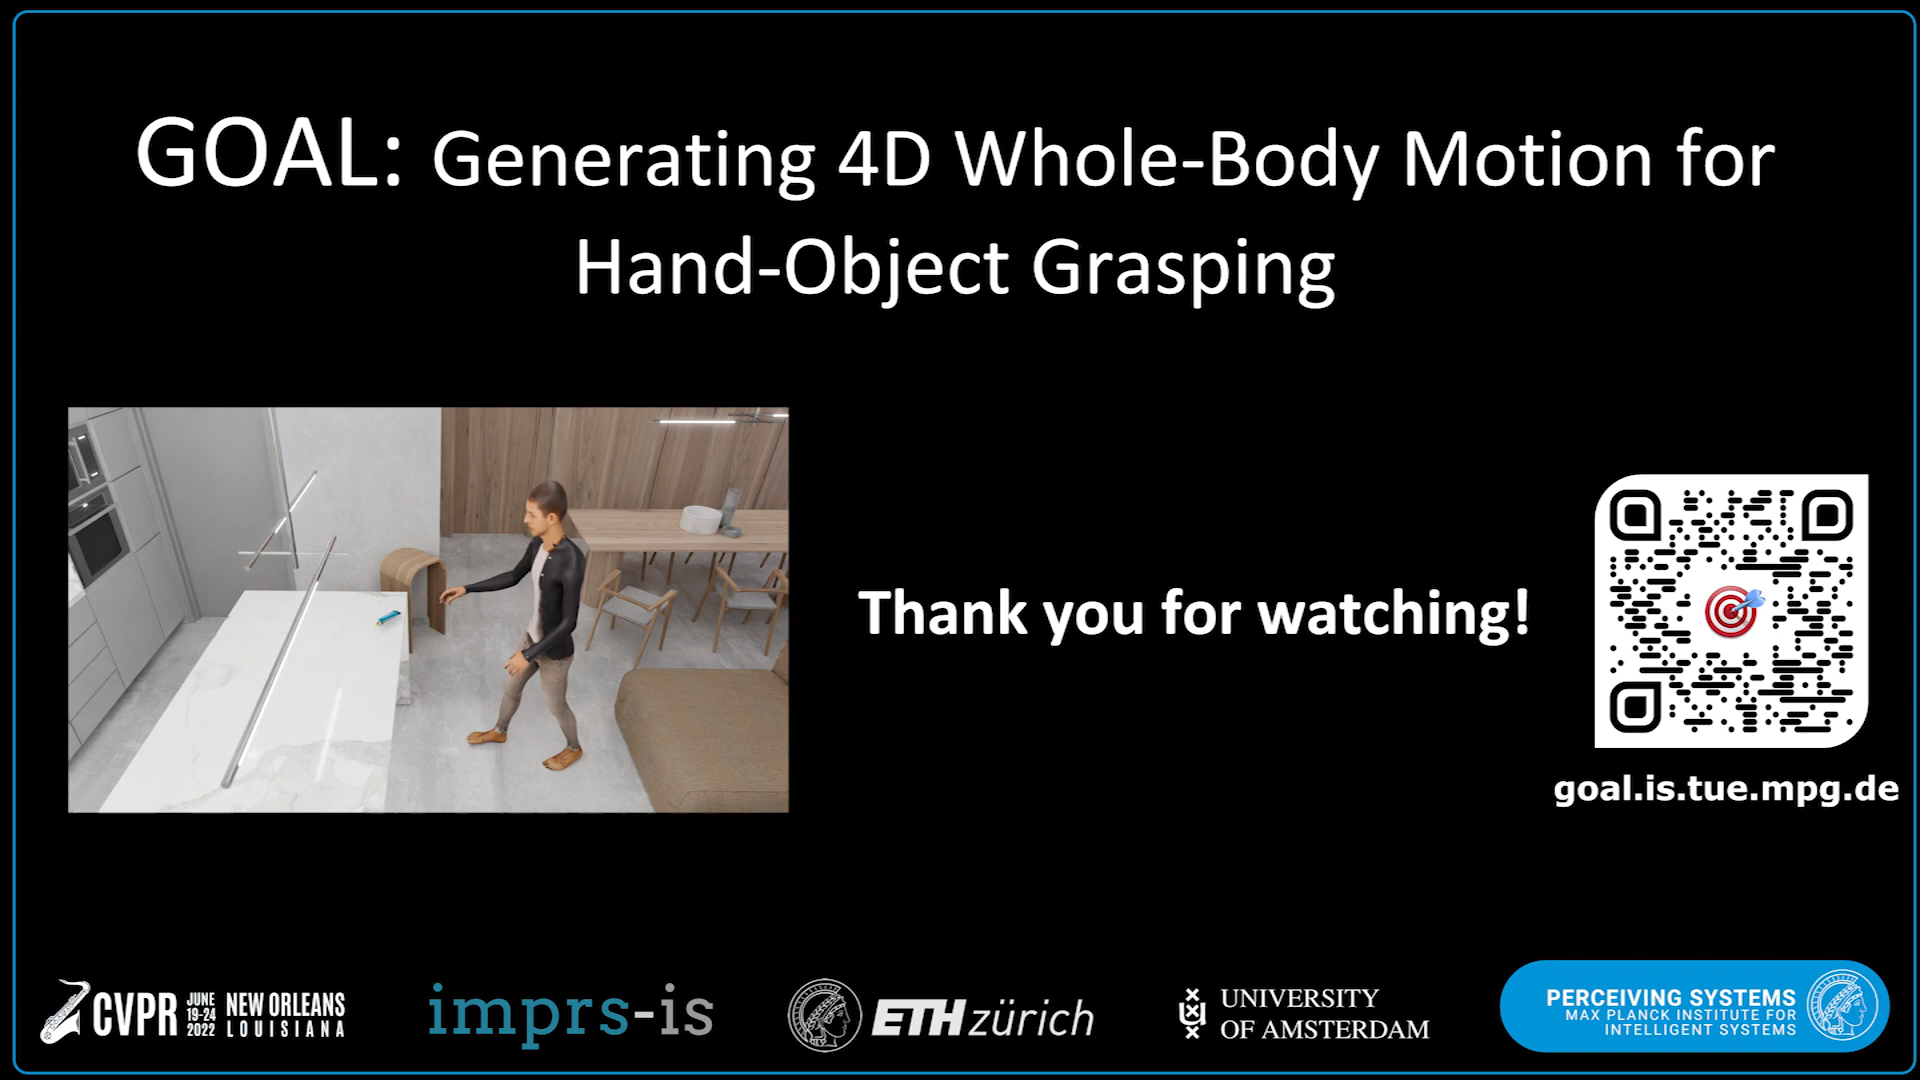 GOAL: Generating 4D Whole-Body Motion for
Hand-Object Grasping
Thank you for watching!
goal.is.tue.mpg.de
CVPR
JUNE
19-24
2022
NEW ORLEANS
LOUISIANA
imprs-is
ETH zürich
UNIVERSITY
OF AMSTERDAM
PERCEIVING SYSTEMS
MAX PLANCK INSTITUTE FOR
INTELLIGENT SYSTEMS